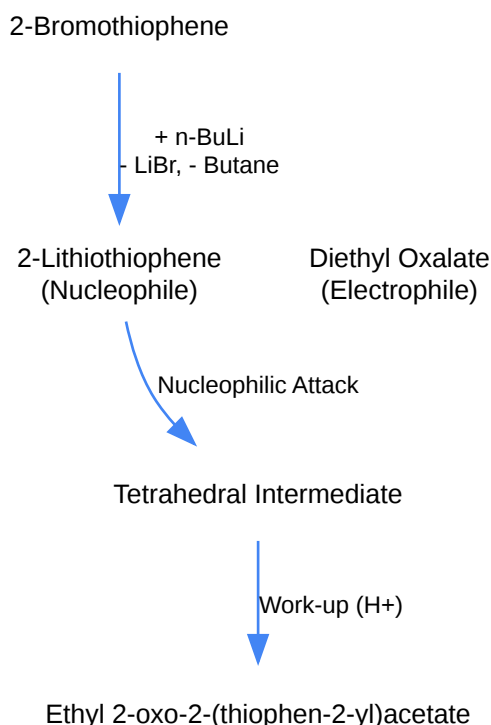 2-Bromothiophene
+ n-BuLi
- LiBr, - Butane
2-Lithiothiophene
(Nucleophile)
Diethyl Oxalate
(Electrophile)
Nucleophilic Attack
Tetrahedral Intermediate
Work-up (H+)
Ethyl 2-oxo-2-(thiophen-2-yl)acetate